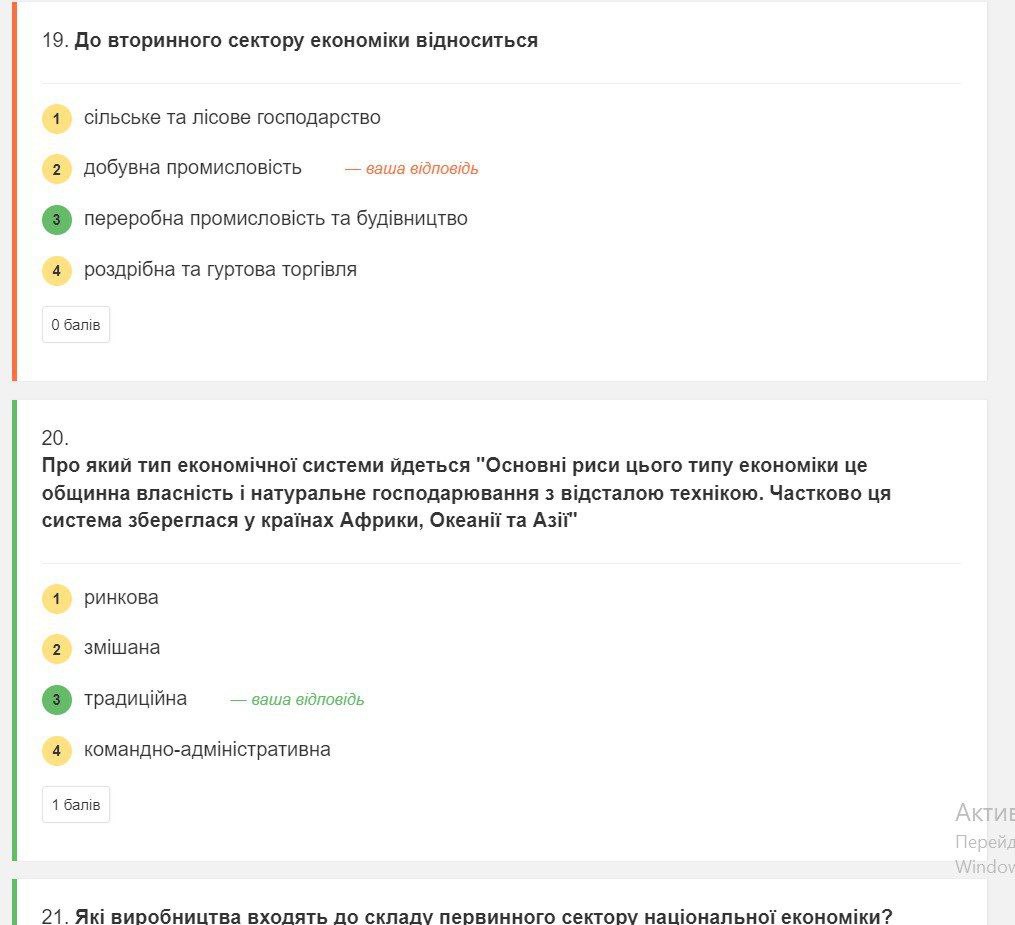 19. До вторинного сектору економіки відноситься
1 сільське та лісове господарство
2 добувна промисловість — ваша відповідь
3 переробна промисловість та будівництво
4 роздрібна та гуртова торгівля
0 балів
20.
Про який тип економічної системи йдеться "Основні риси цього типу економіки це
общинна власність і натуральне господарювання з відсталою технікою. Частково ця
система збереглася у країнах Африки, Океанії та Азії"
1 ринкова
2 змішана
3 традиційна — ваша відповідь
4 командно-адміністративна
1 балів
Актив
Перейд
Window
21. Які виробництва входять до складу первинного сектору національної економіки?